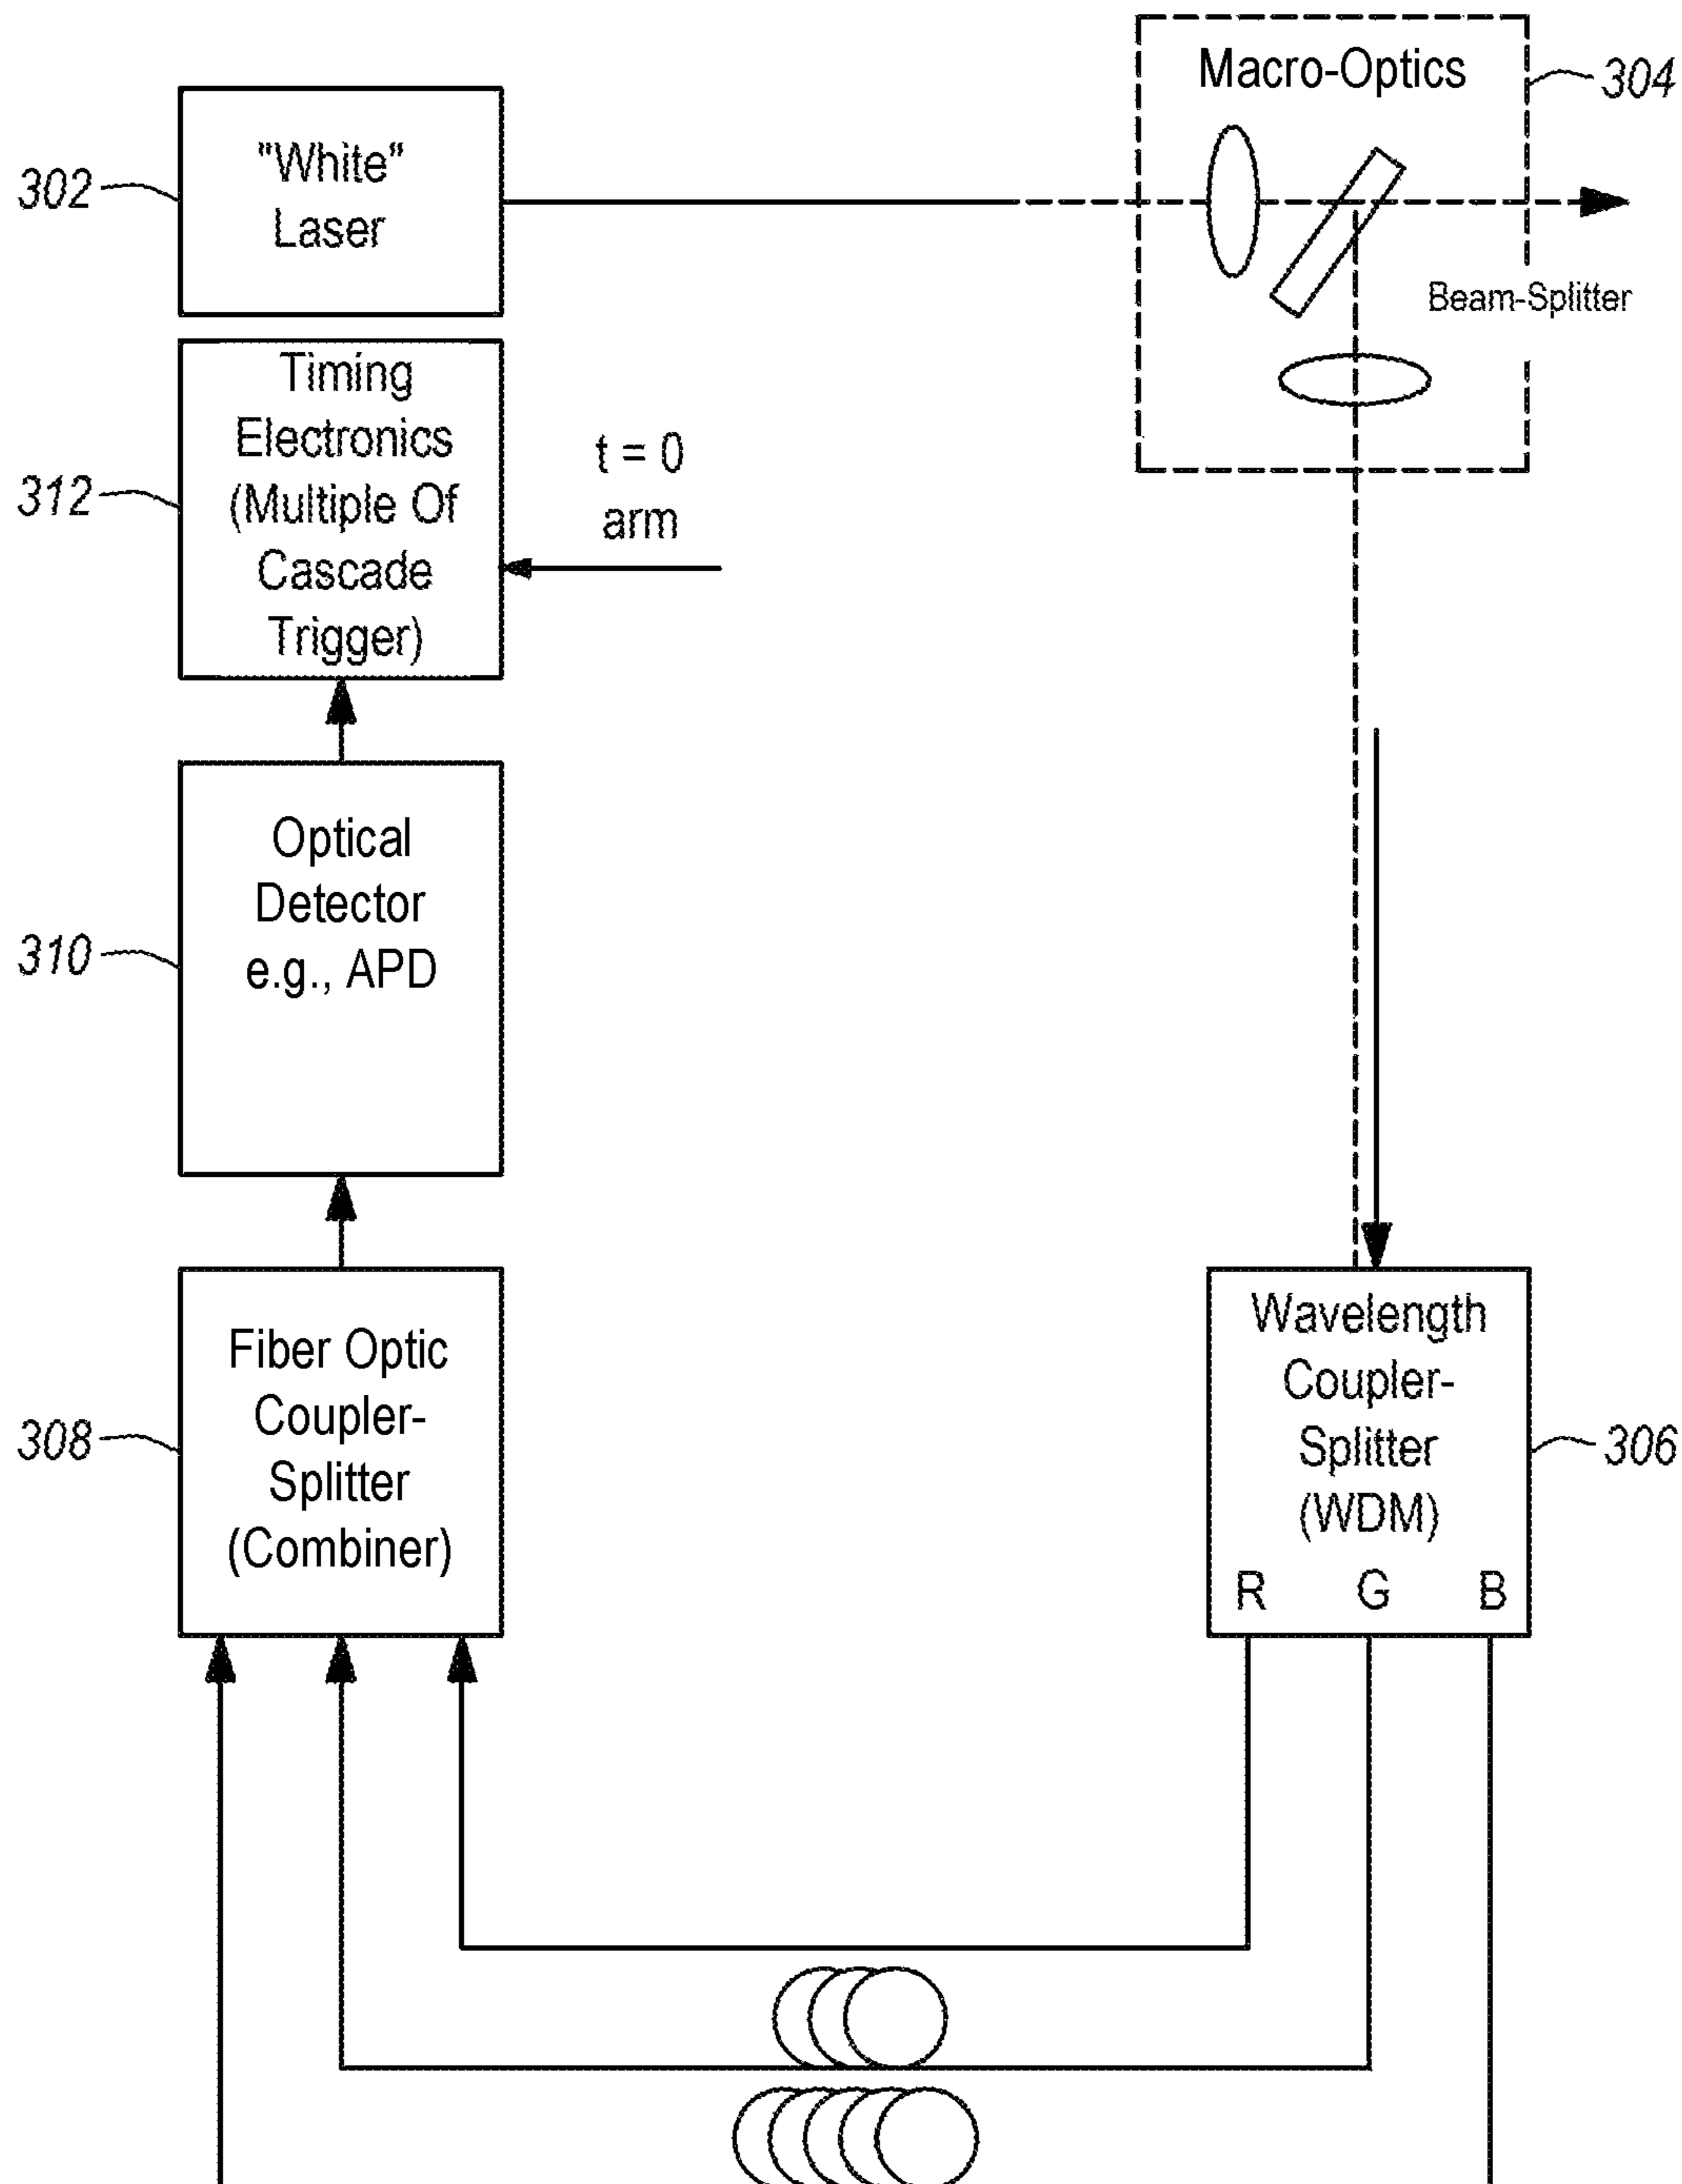 Macro-Optics
304
"White"
Laser
302
Beam-Splitter
Timing
Electronics
(Multiple Of
Cascade
Trigger)
312
t = 0
arm
Optical
Detector
e.g., APD
310
Fiber Optic
Coupler-
Splitter
(Combiner)
308
Wavelength
Coupler-
Splitter
(WDM)
R G B
306